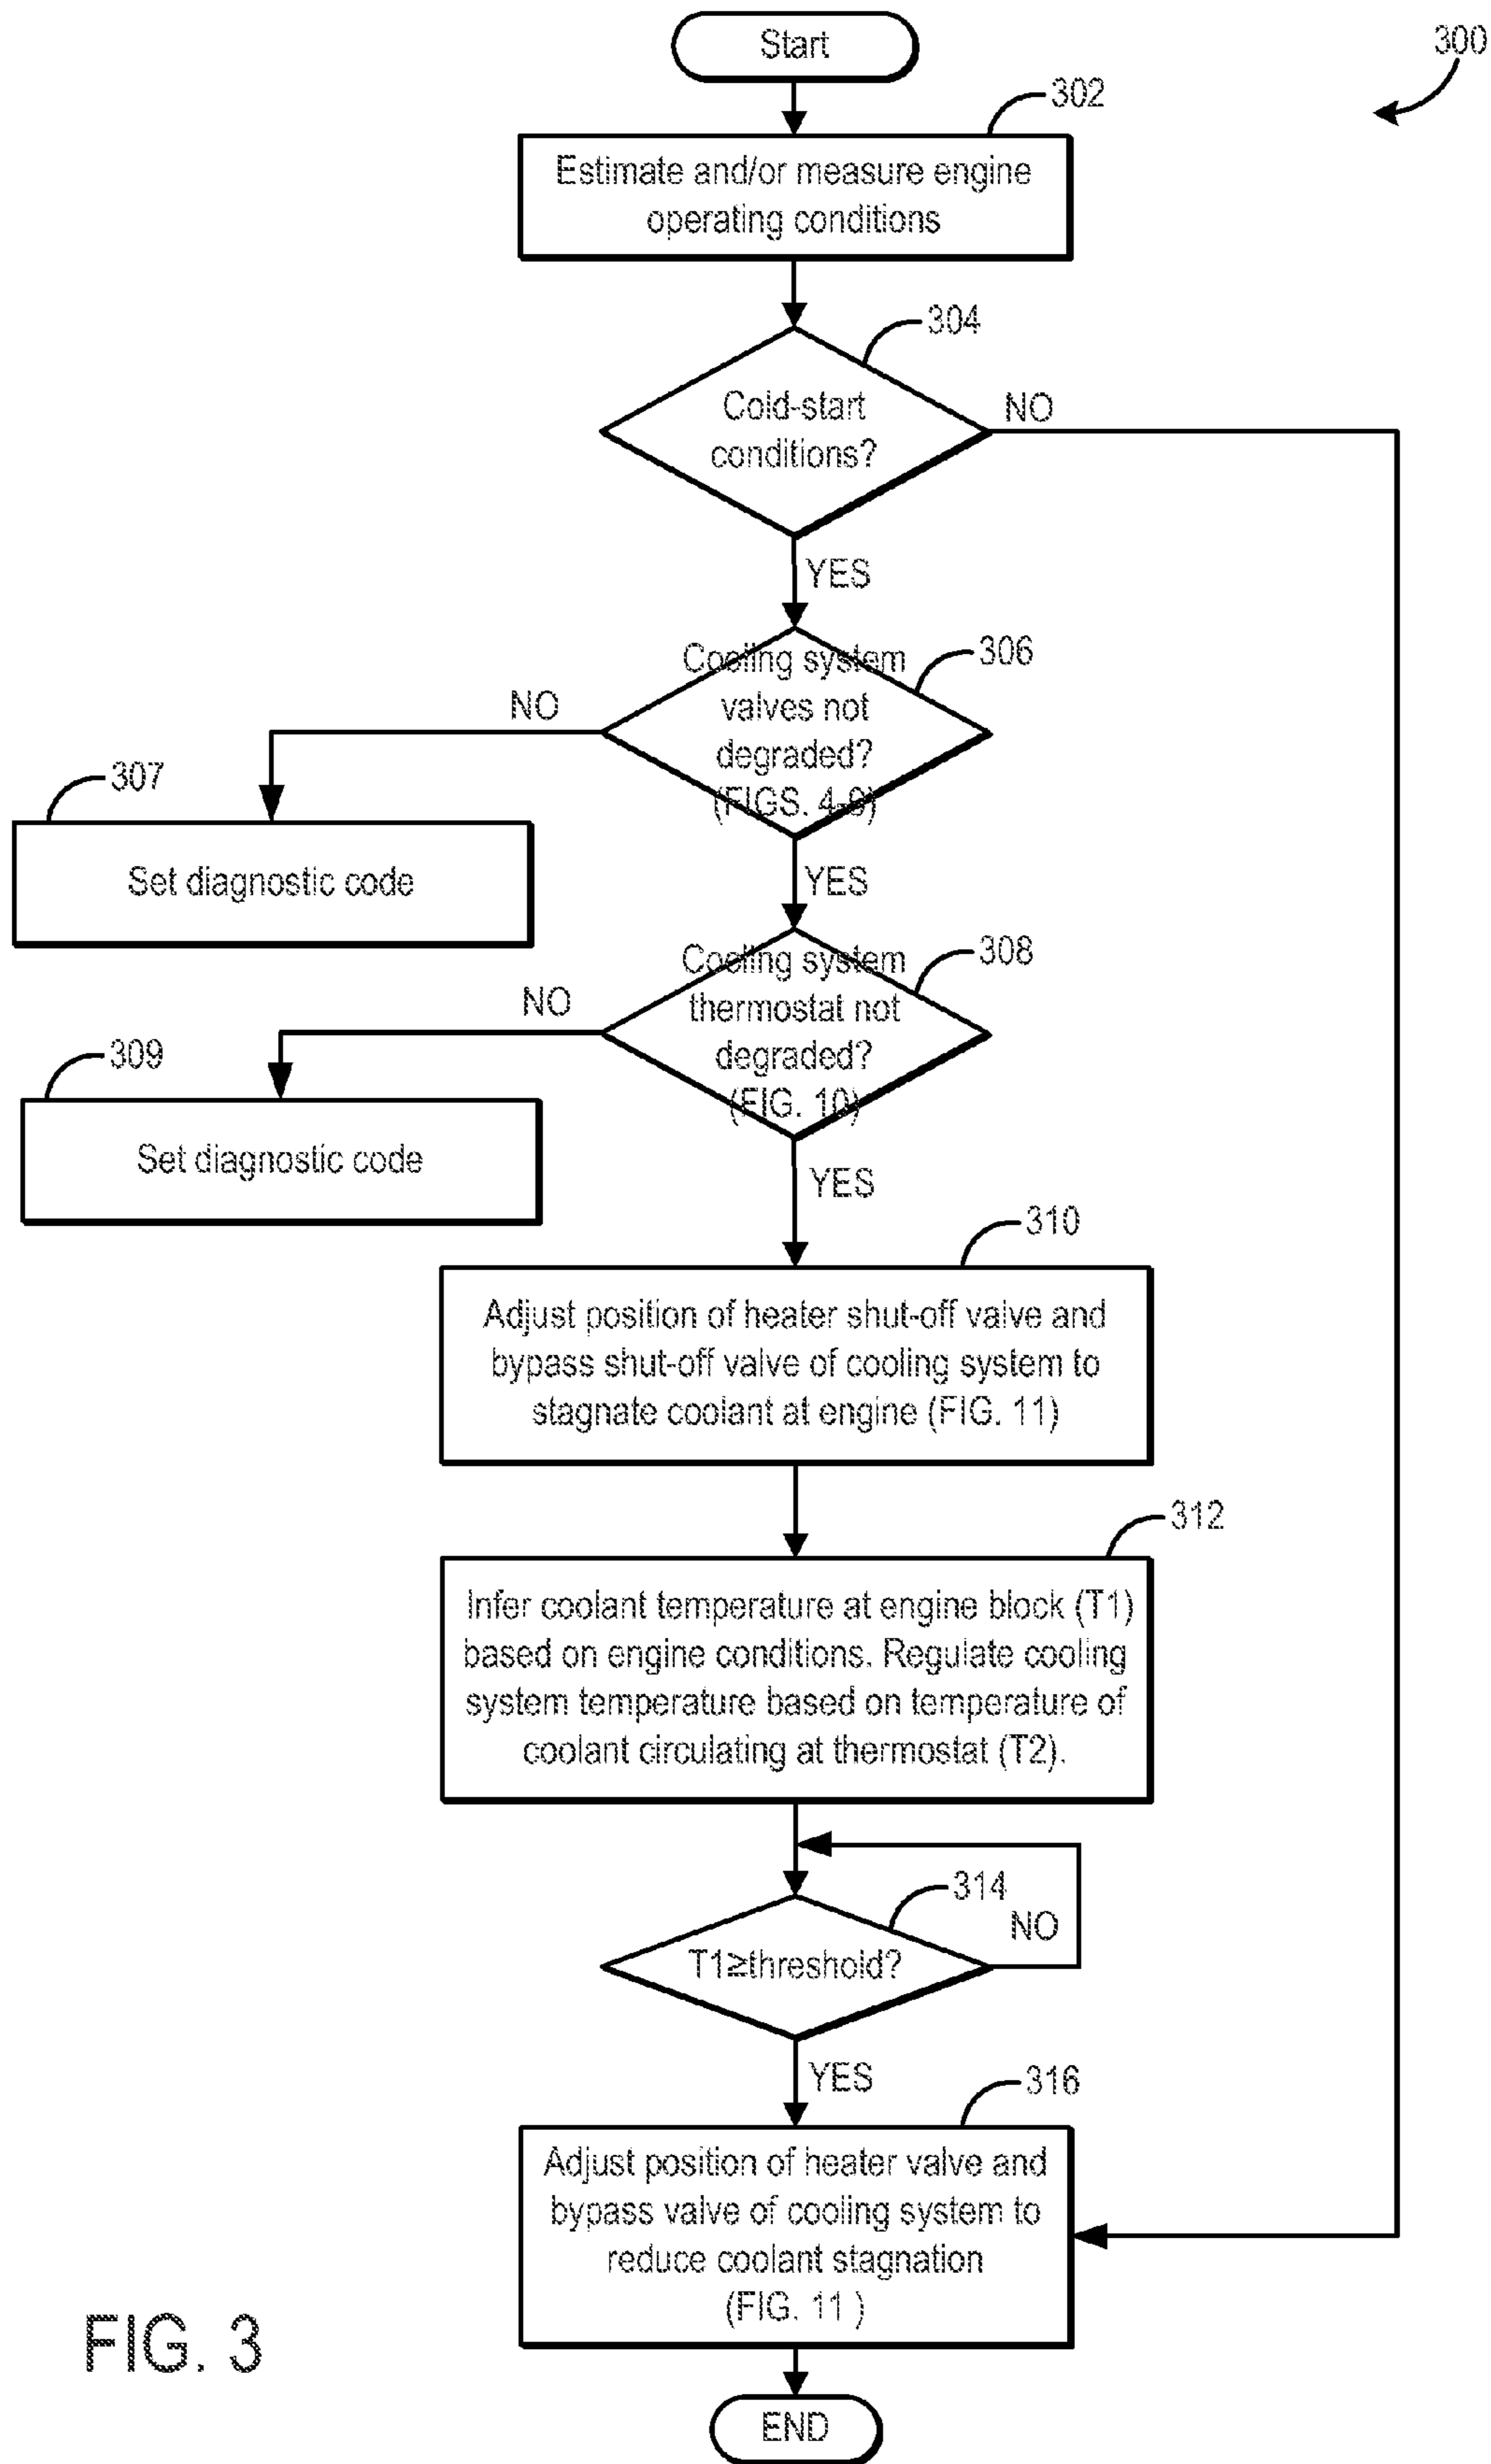 Start
300
302
Estimate and/or measure engine
operating conditions
304
Cold-start
conditions?
NO
YES
306
Cooling system
valves not
degraded?
(FIGS. 4-9)
NO
307
Set diagnostic code
YES
308
Cooling system
thermostat not
degraded?
(FIG. 10)
NO
309
Set diagnostic code
YES
310
Adjust position of heater shut-off valve and
bypass shut-off valve of cooling system to
stagnate coolant at engine (FIG. 11)
312
Infer coolant temperature at engine block (T1)
based on engine conditions. Regulate cooling
system temperature based on temperature of
coolant circulating at thermostat (T2).
314
NO
T1≥threshold?
YES
316
Adjust position of heater valve and
bypass valve of cooling system to
reduce coolant stagnation
(FIG. 11 )
FIG. 3
END